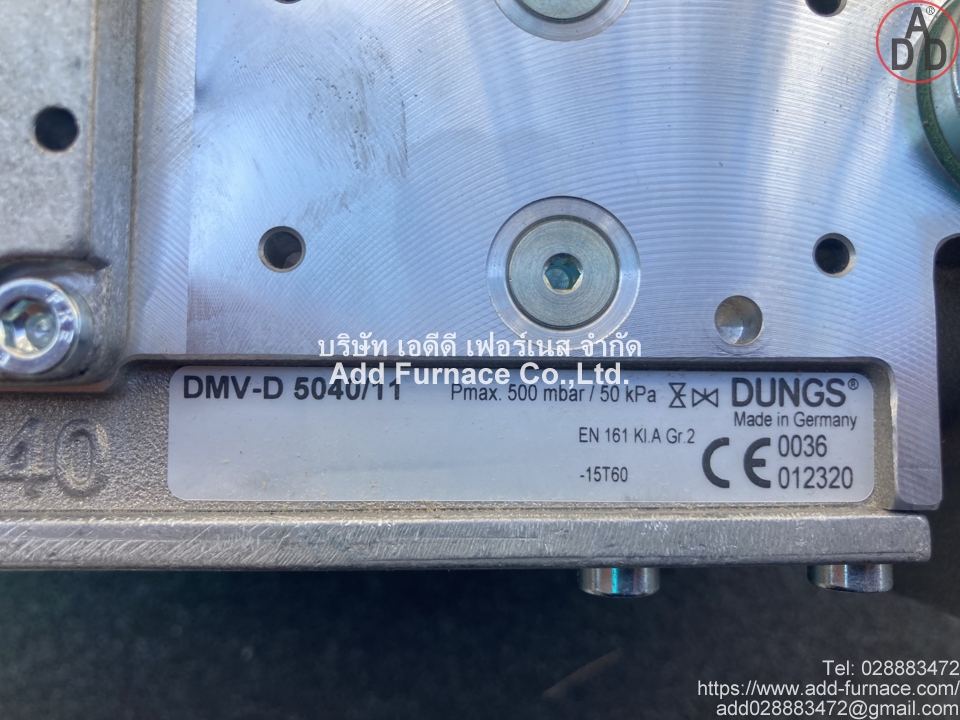 ADD®
บริษัท เอดีดี เฟอร์เนส จำกัด
Add Furnace Co.,Ltd.
DMV-D 5040/11 Pmax. 500 mbar / 50 kPa DUNGS®
Made in Germany
EN 161 Kl.A Gr.2
CE 0036
-15T60
012320
40
Tel: 028883472
https://www.add-furnace.com/
add028883472@gmail.com